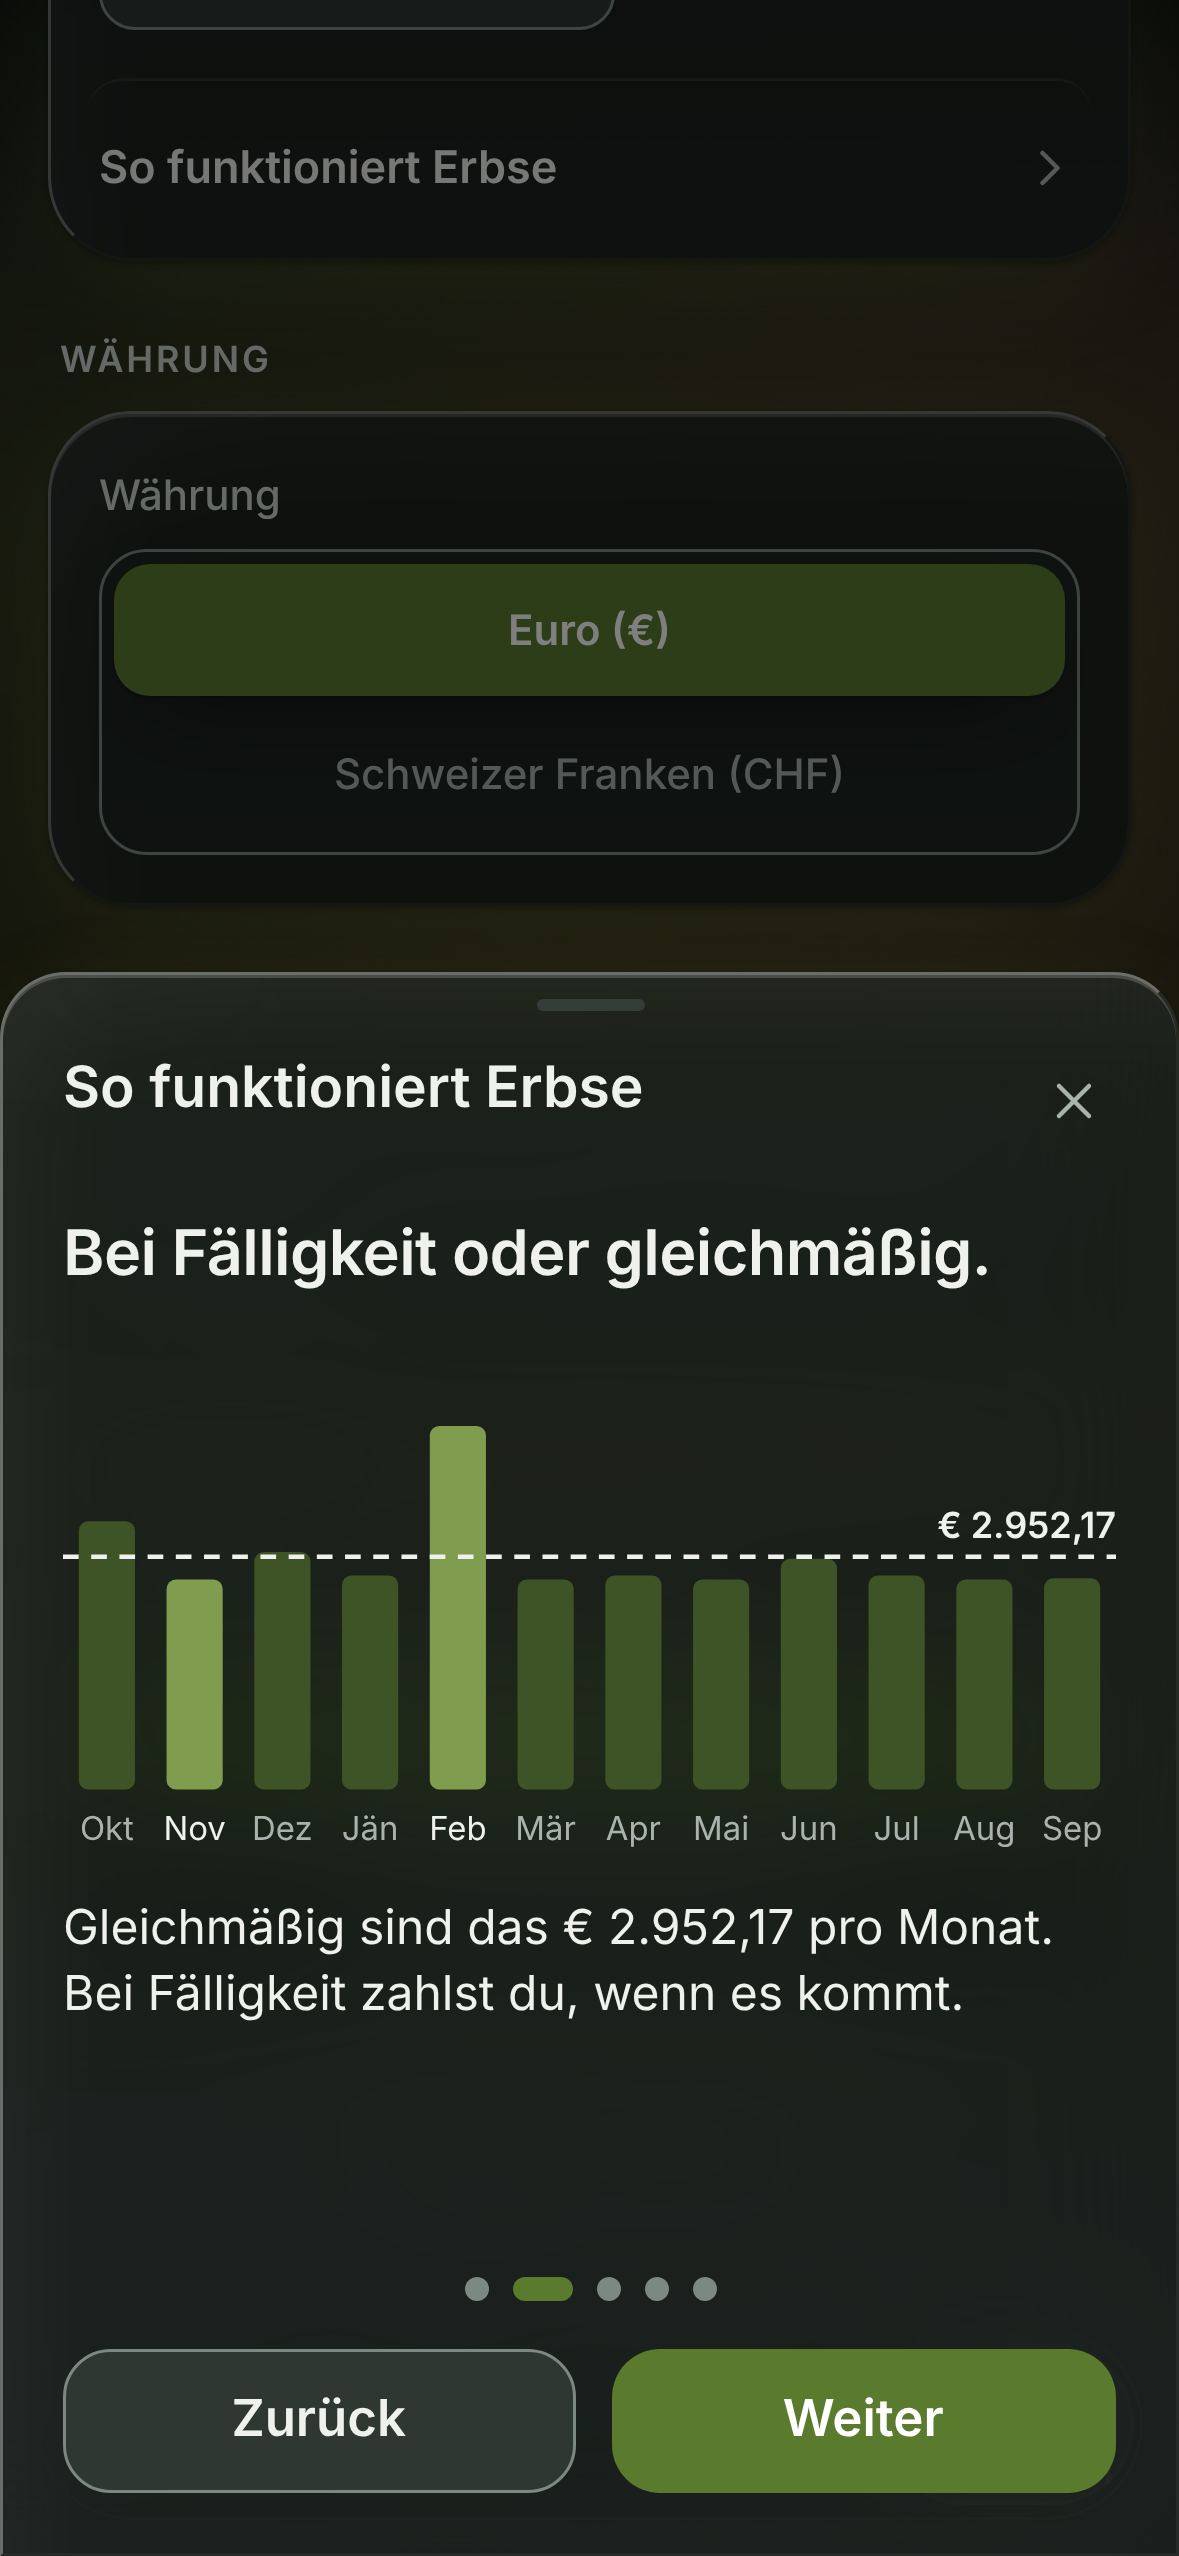 So funktioniert Erbse
WÄHRUNG
Währung
Euro (€)
Schweizer Franken (CHF)
So funktioniert Erbse
Bei Fälligkeit oder gleichmäßig.
€ 2.952,17
Okt Nov Dez Jän Feb Mär Apr Mai Jun Jul Aug Sep
Gleichmäßig sind das € 2.952,17 pro Monat.
Bei Fälligkeit zahlst du, wenn es kommt.
Zurück Weiter